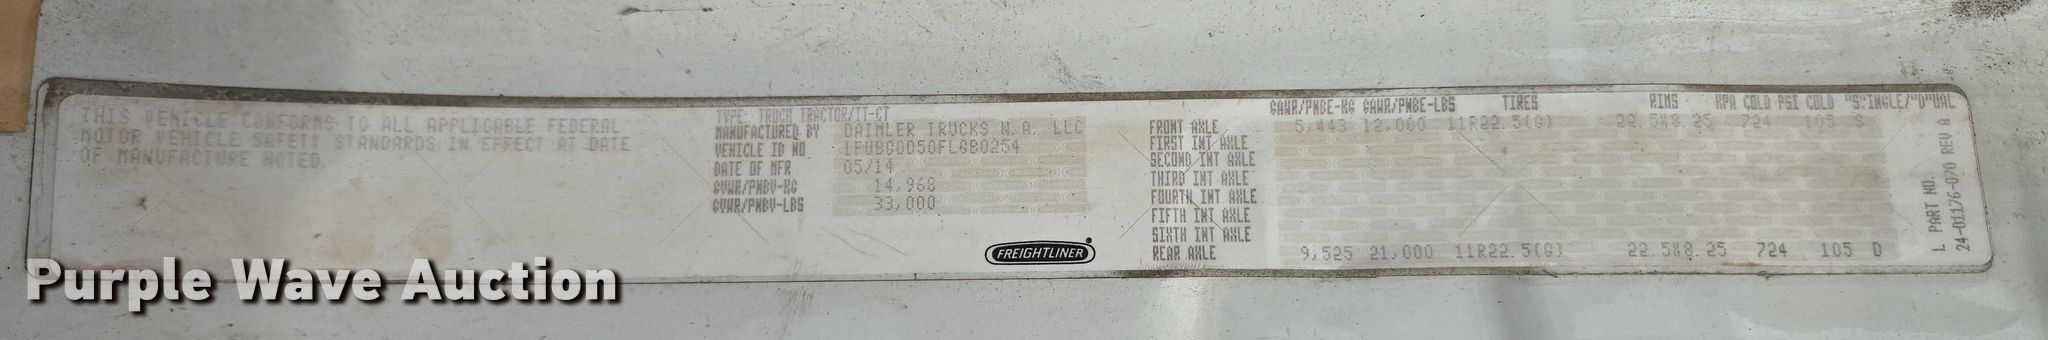 THIS VEHICLE CONFORMS TO ALL APPLICABLE FEDERAL
MOTOR VEHICLE SAFETY STANDARDS IN EFFECT AT DATE
OF MANUFACTURE NOTED.
TYPE: TRUCK TRACTOR/TT-CT
MANUFACTURED BY DAIMLER TRUCKS N.A. LLC
VEHICLE ID NO 1FUBGDD50FLGB0254
DATE OF MFR 05/14
GVWR/PNBV-KG 14,968
GVWR/PNBV-LBS 33,000
FREIGHTLINER
GAWR/PNBE-KG GAWR/PNBE-LBS TIRES RIMS KPA COLD PSI COLD "S"INGLE/"D"UAL
FRONT AXLE 5,443 12,000 11R22.5(G) 22.5X8.25 724 105 S
FIRST INT AXLE
SECOND INT AXLE
THIRD INT AXLE
FOURTH INT AXLE
FIFTH INT AXLE
SIXTH INT AXLE
REAR AXLE 9,525 21,000 11R22.5(G) 22.5X8.25 724 105 D
L PART NO.
24-01176-070 REV A
Purple Wave Auction